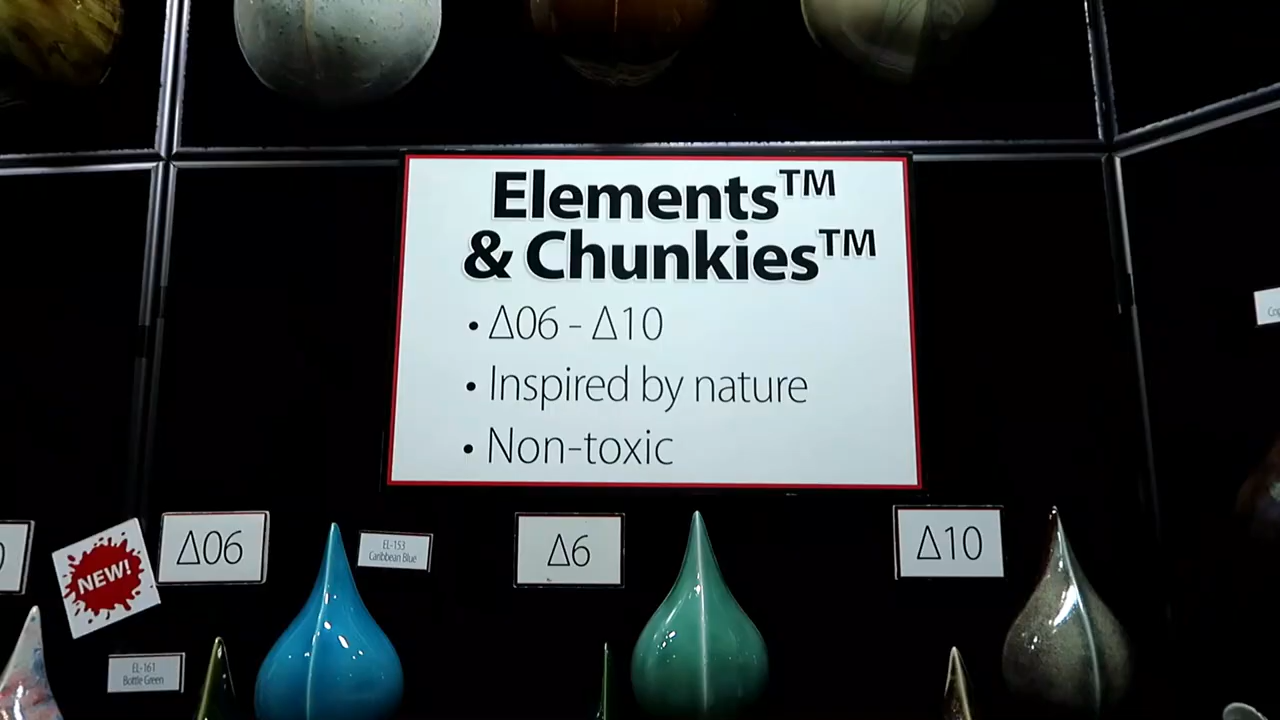 Elements™
& Chunkies™
• Δ06 - Δ10
• Inspired by nature
• Non-toxic
NEW!
Δ06
EL-153
Caribbean Blue
Δ6
Δ10
EL-161
Bottle Green